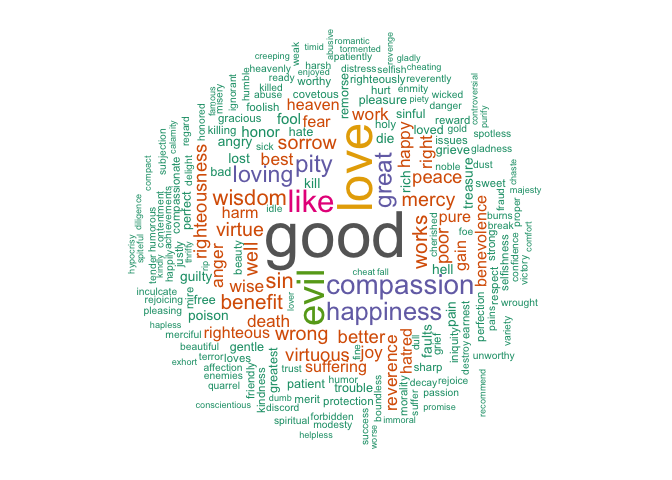 good
love
like
evil
compassion
happiness
great
pity
loving
wisdom
sin
wrong
works
virtue
well
benefit
better
death
joy
virtuous
suffering
righteous
reverence
hatred
righteousness
anger
harm
wise
best
sorrow
fear
heaven
work
happy
right
peace
mercy
pure
poor
gain
benevolence
fool
honor
hate
kill
lost
bad
angry
killing
gracious
foolish
abuse
killed
ready
heavenly
creeping
weak
timid
harsh
enjoyed
worthy
covetous
abusive
romantic
tormented
patiently
revenge
gladly
distress
selfish
cheating
righteously
reverently
remorse
hurt
enmity
piety
pleasure
wicked
danger
controversial
purify
sinful
reward
holy
loved
gold
spotless
die
issues
grieve
gladness
noble
dust
chaste
rich
treasure
sweet
majesty
cherished
foe
burns
break
proper
comfort
strong
fraud
confidence
victory
selfishness
respect
pains
perfection
wrought
variety
hell
earnest
destroy
iniquity
pain
grief
faults
dull
unworthy
sharp
decay
rejoice
passion
recommend
promise
suffer
morality
immoral
boundless
worse
success
fine
humor
trouble
protection
forbidden
modesty
helpless
spiritual
merit
patient
trust
dumb
discord
greatest
kindness
friendly
conscientious
quarrel
enemies
affection
loves
terror
exhort
beautiful
gentle
merciful
hapless
poison
pleasing
free
rejoicing
mire
inculcate
guilty
lover
cheat
fall
beauty
rip
idle
thrifty
justly
happily
kindly
tender
spiteful
hypocrisy
diligence
contentment
achievements
humorous
compassionate
perfect
delight
compact
subjection
calamity
regard
honored
famous
misery
ignorant
humble
sick